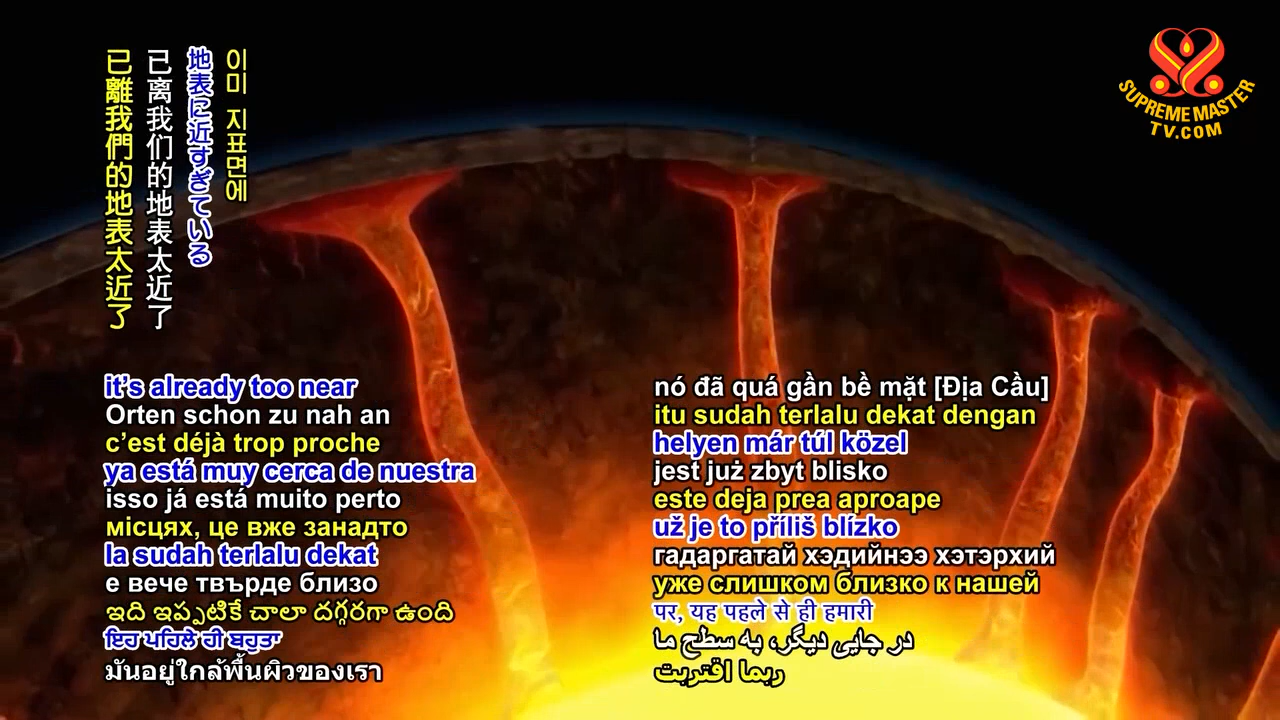 已離我們的地表太近了
已离我们的地表太近了
地表に近すぎている
이미 지표면에
SUPREME MASTER
TV.COM
it's already too near
Orten schon zu nah an
c'est déjà trop proche
ya está muy cerca de nuestra
isso já está muito perto
місцях, це вже занадто
Ia sudah terlalu dekat
е вече твърде близо
ఇది ఇప్పటికే చాలా దగ్గరగా ఉంది
ਇਹ ਪਹਿਲੇ ਹੀ ਬਹੁਤਾ
มันอยู่ใกล้พื้นผิวของเรา
nó đã quá gần bề mặt [Địa Cầu]
itu sudah terlalu dekat dengan
helyen már túl közel
jest już zbyt blisko
este deja prea aproape
už je to příliš blízko
гадаргатай хэдийнээ хэтэрхий
уже слишком близко к нашей
पर, यह पहले से ही हमारी
در جایی دیگر، به سطح ما
ربما اقتربت